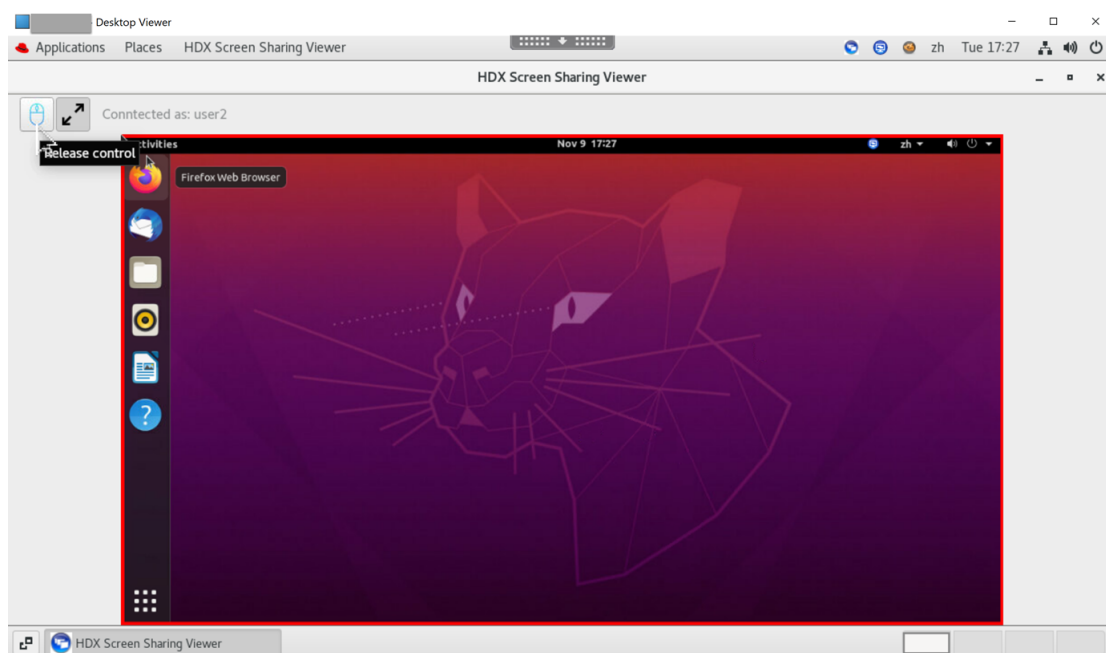 Desktop Viewer
Applications Places HDX Screen Sharing Viewer zh Tue 17:27
HDX Screen Sharing Viewer
Conntected as: user2
Release control
tivities Nov 9 17:27 zh
Firefox Web Browser
HDX Screen Sharing Viewer